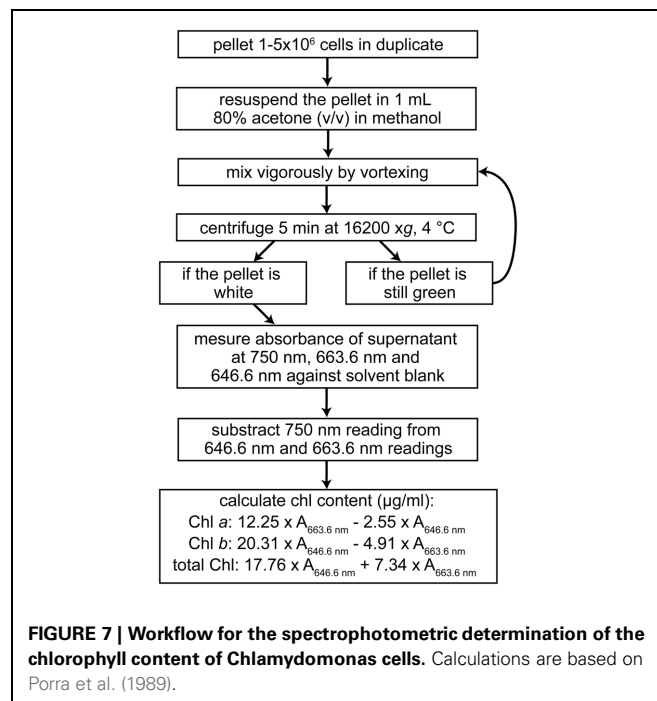 pellet 1-5x10⁶ cells in duplicate
resuspend the pellet in 1 mL
80% acetone (v/v) in methanol
mix vigorously by vortexing
centrifuge 5 min at 16200 xg, 4 °C
if the pellet is
white
if the pellet is
still green
mesure absorbance of supernatant
at 750 nm, 663.6 nm and
646.6 nm against solvent blank
substract 750 nm reading from
646.6 nm and 663.6 nm readings
calculate chl content (µg/ml):
Chl a: 12.25 x A663.6 nm - 2.55 x A646.6 nm
Chl b: 20.31 x A646.6 nm - 4.91 x A663.6 nm
total Chl: 17.76 x A646.6 nm + 7.34 x A663.6 nm
FIGURE 7 | Workflow for the spectrophotometric determination of the
chlorophyll content of Chlamydomonas cells. Calculations are based on
Porra et al. (1989).